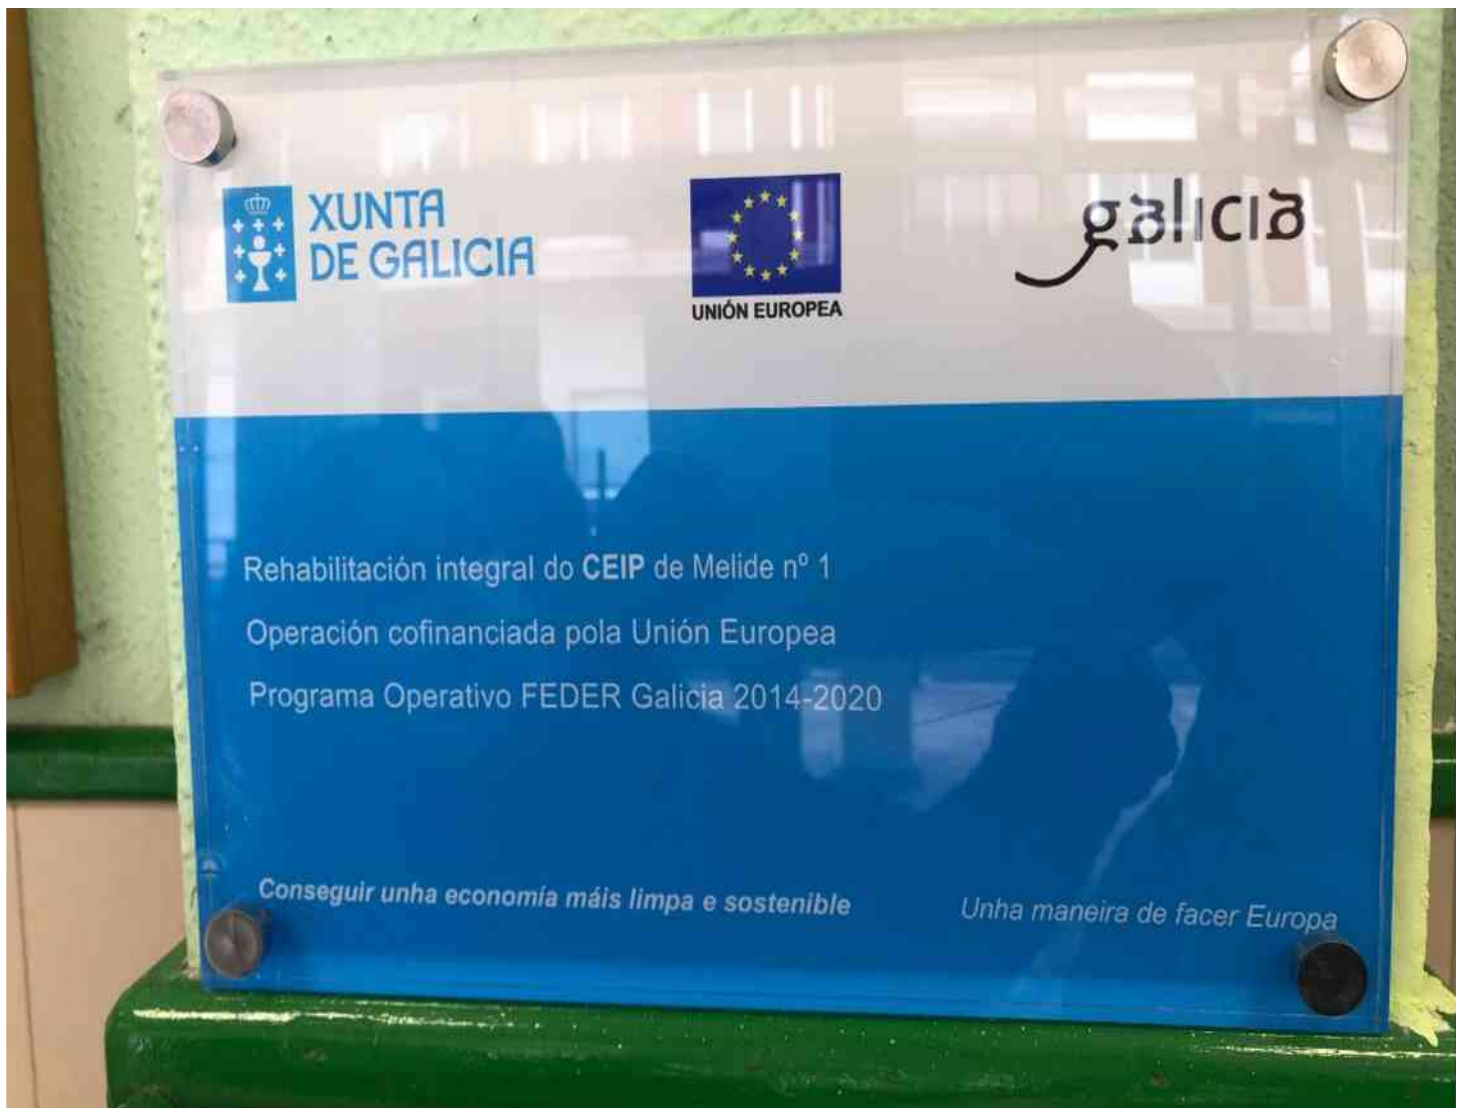 XUNTA
DE GALICIA
UNIÓN EUROPEA
galicia
Rehabilitación integral do CEIP de Melide nº 1
Operación cofinanciada pola Unión Europea
Programa Operativo FEDER Galicia 2014-2020
Conseguir unha economía máis limpa e sostenible
Unha maneira de facer Europa